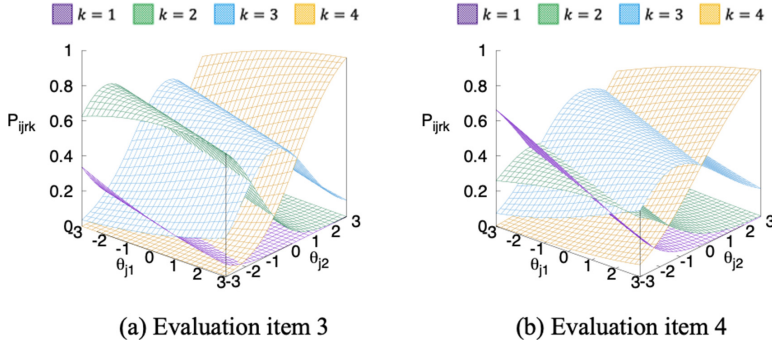 k = 1 k = 2 k = 3 k = 4
k = 1 k = 2 k = 3 k = 4
1
0.8
P_ijrk 0.6
0.4
0.2
0
-3 -2 -1 0 1 2 3
θ_j1
-3 -2 -1 0 1 2 3
θ_j2
(a) Evaluation item 3
1
0.8
P_ijrk 0.6
0.4
0.2
0
-3 -2 -1 0 1 2 3
θ_j1
-3 -2 -1 0 1 2 3
θ_j2
(b) Evaluation item 4